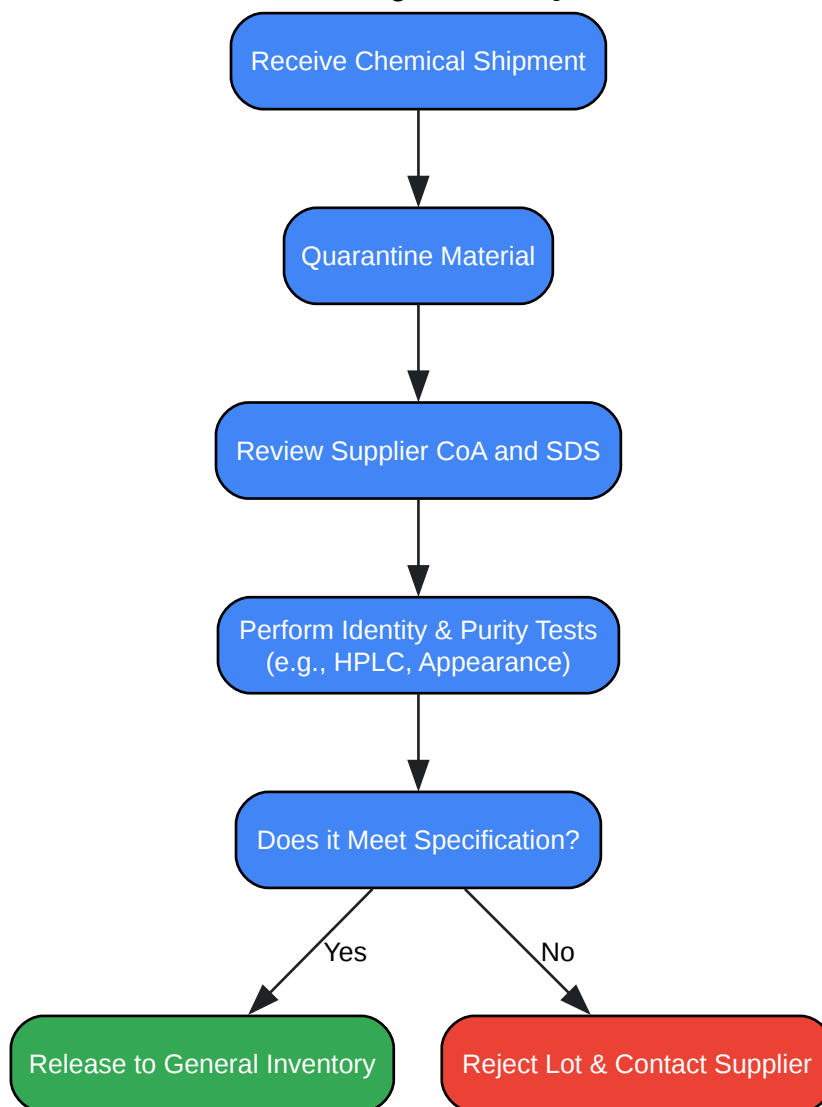 Receive Chemical Shipment
Quarantine Material
Review Supplier CoA and SDS
Perform Identity & Purity Tests
(e.g., HPLC, Appearance)
Does it Meet Specification?
Yes
No
Release to General Inventory
Reject Lot & Contact Supplier